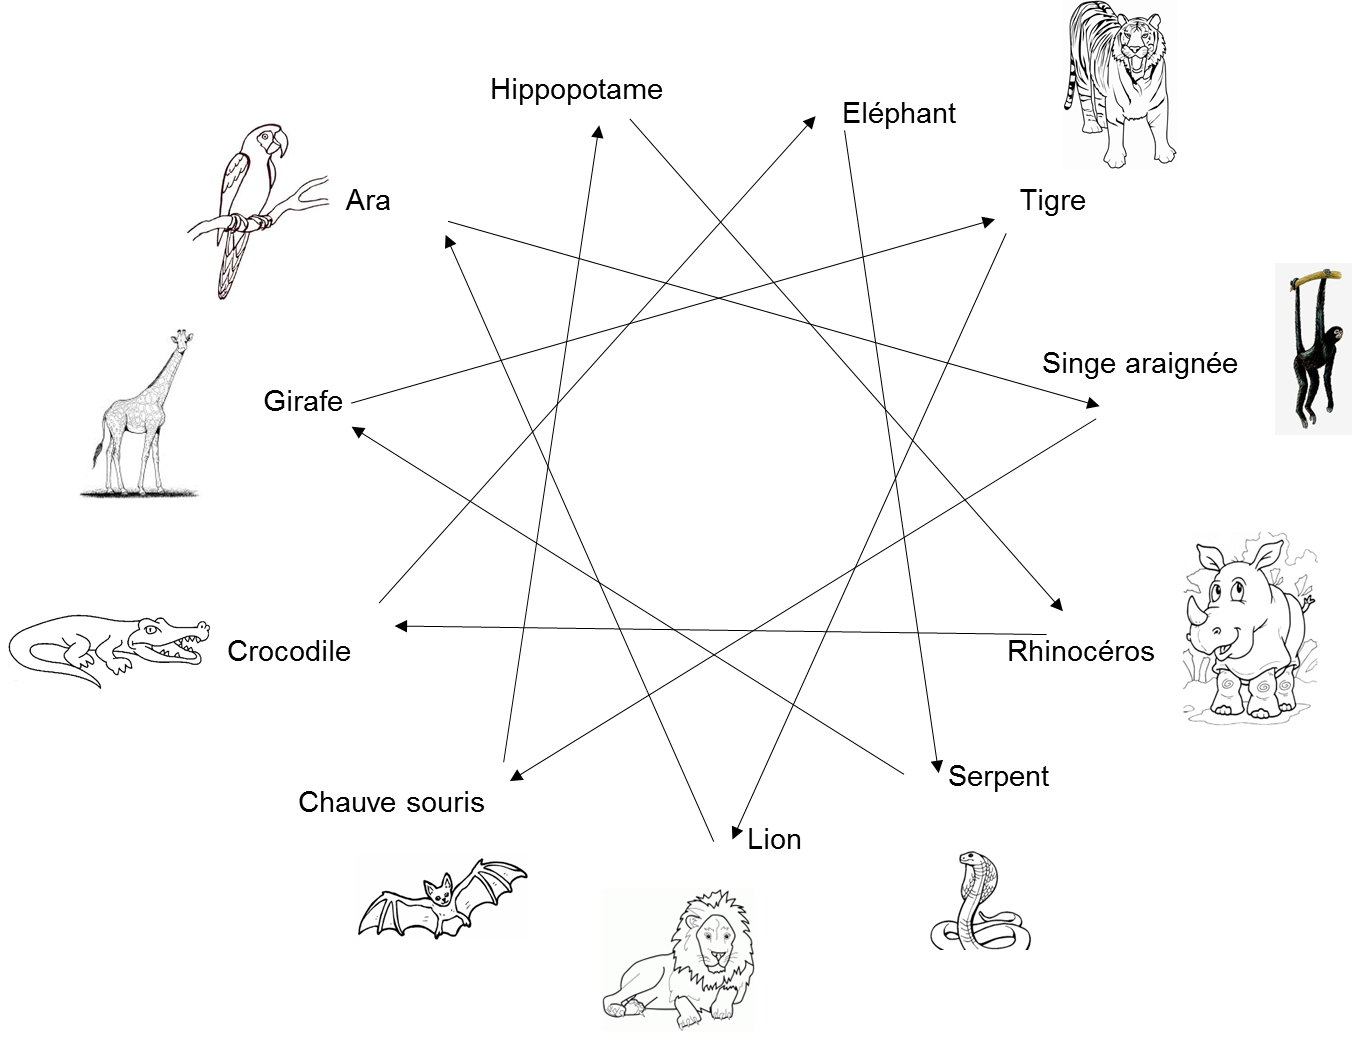 Hippopotame
Eléphant
Ara
Tigre
Singe araignée
Girafe
Crocodile
Rhinocéros
Serpent
Chauve souris
Lion